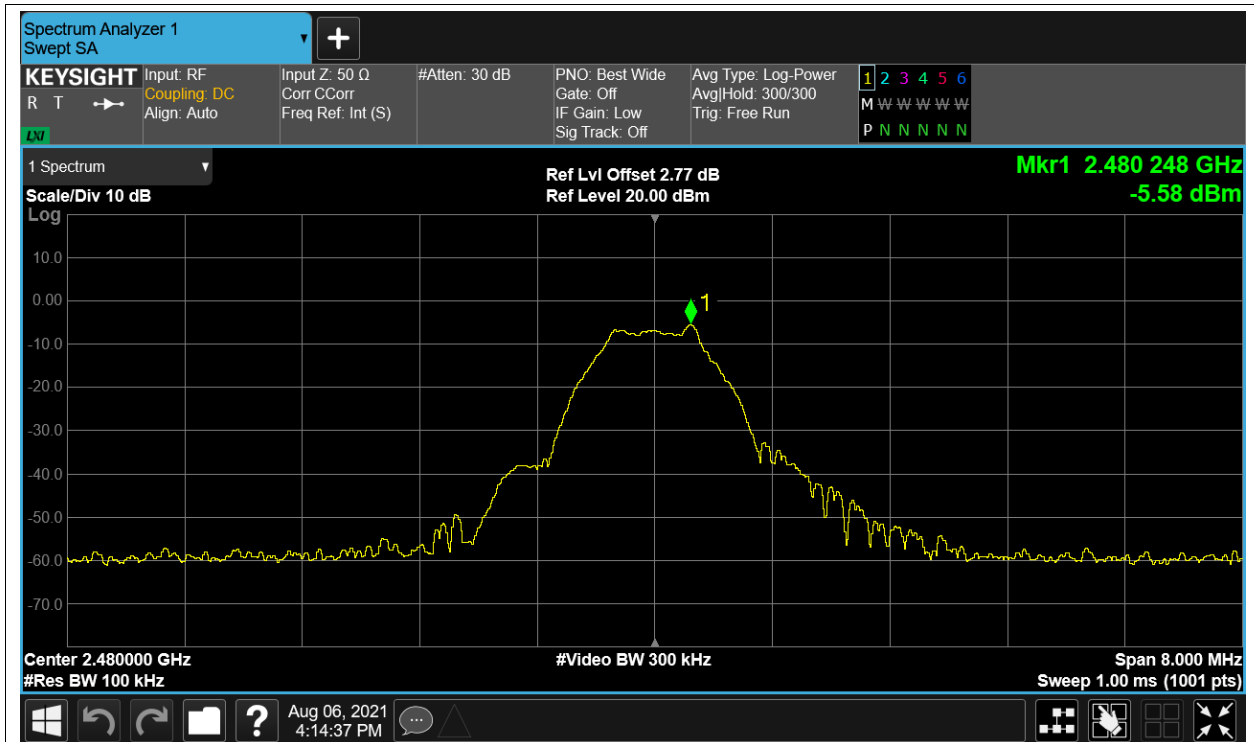 Spectrum Analyzer 1
Swept SA
+
KEYSIGHT
R T
LXI
Input: RF
Coupling: DC
Align: Auto
Input Z: 50 Ω
Corr CCorr
Freq Ref: Int (S)
#Atten: 30 dB
PNO: Best Wide
Gate: Off
IF Gain: Low
Sig Track: Off
Avg Type: Log-Power
Avg|Hold: 300/300
Trig: Free Run
1 2 3 4 5 6
M W W W W W
P N N N N N
1 Spectrum
Scale/Div 10 dB
Ref Lvl Offset 2.77 dB
Ref Level 20.00 dBm
Mkr1 2.480 248 GHz
-5.58 dBm
Log
10.0
0.00
-10.0
-20.0
-30.0
-40.0
-50.0
-60.0
-70.0
1
Center 2.480000 GHz
#Res BW 100 kHz
#Video BW 300 kHz
Span 8.000 MHz
Sweep 1.00 ms (1001 pts)
?
Aug 06, 2021
4:14:37 PM